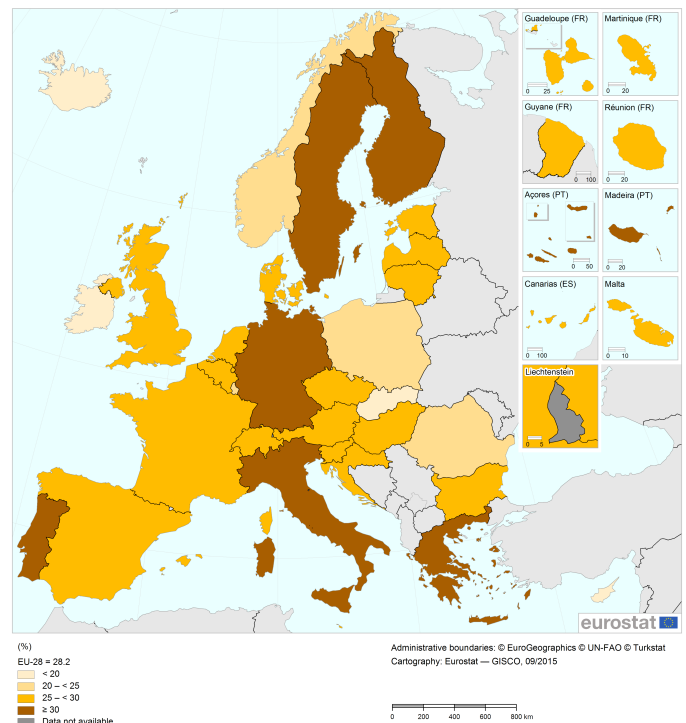 Guadeloupe (FR)
Martinique (FR)
0 25
0 20
Guyane (FR)
Réunion (FR)
0 100
0 20
Açores (PT)
Madeira (PT)
0 50
0 20
Canarias (ES)
Malta
0 100
0 10
Liechtenstein
0 5
eurostat
(%)
EU-28 = 28.2
< 20
20 – < 25
25 – < 30
≥ 30
Data not available
Administrative boundaries: © EuroGeographics © UN-FAO © Turkstat
Cartography: Eurostat — GISCO, 09/2015
0 200 400 600 800 km